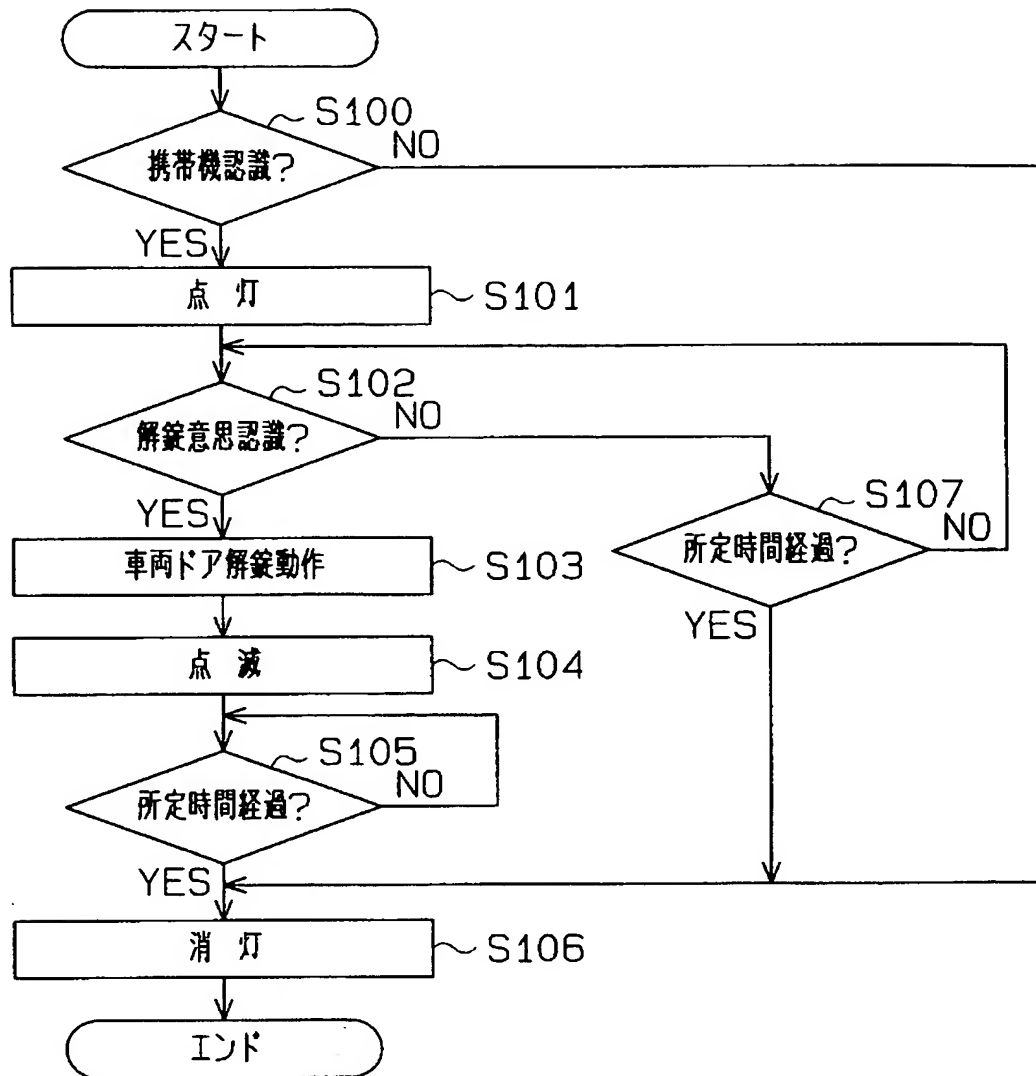 スタート
S100
携帯機認識?
NO
YES
点 灯
S101
S102
解錠意思認識?
NO
YES
S107
所定時間経過?
NO
YES
車両ドア解錠動作
S103
点 滅
S104
S105
所定時間経過?
NO
YES
消 灯
S106
エンド